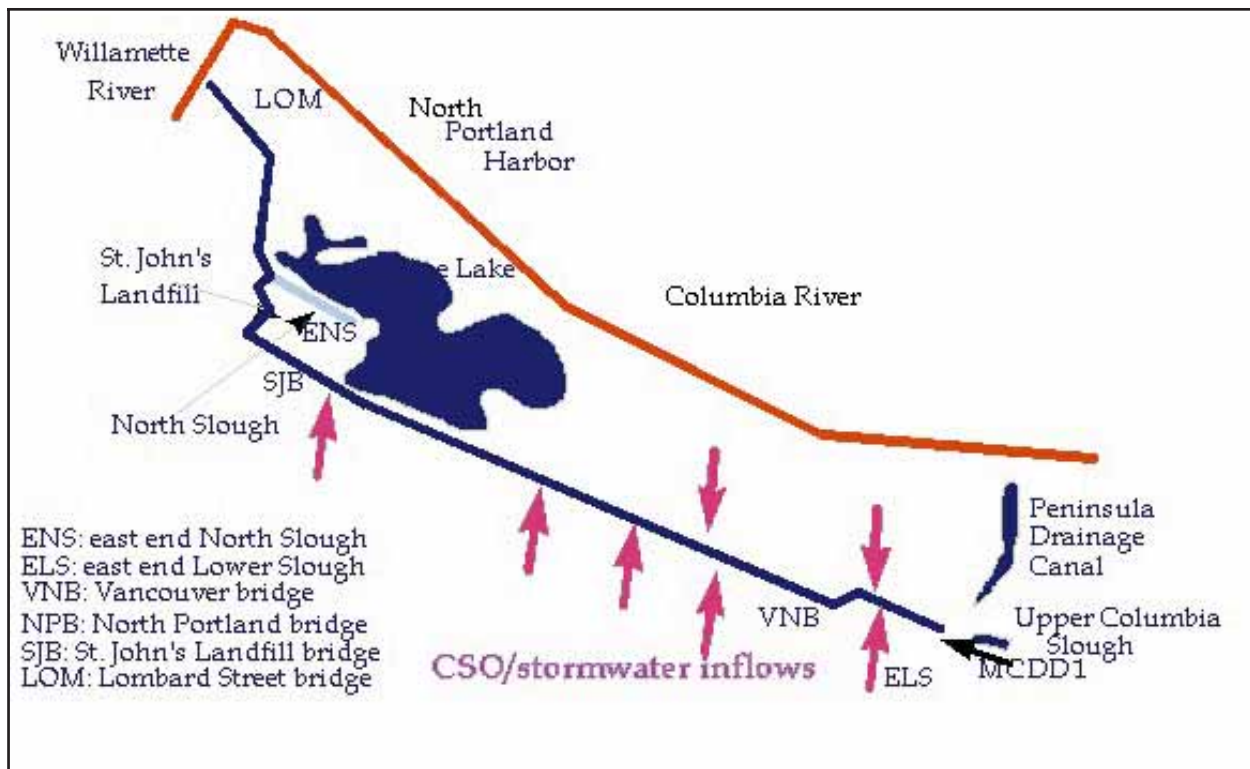 Willamette
River
LOM
North
Portland
Harbor
St. John's
Landfill
Lake
Columbia River
ENS
SJB
North Slough
ENS: east end North Slough
ELS: east end Lower Slough
VNB: Vancouver bridge
NPB: North Portland bridge
SJB: St. John's Landfill bridge
LOM: Lombard Street bridge
Peninsula
Drainage
Canal
VNB
Upper Columbia
Slough
CSO/stormwater inflows
ELS
MCDD1